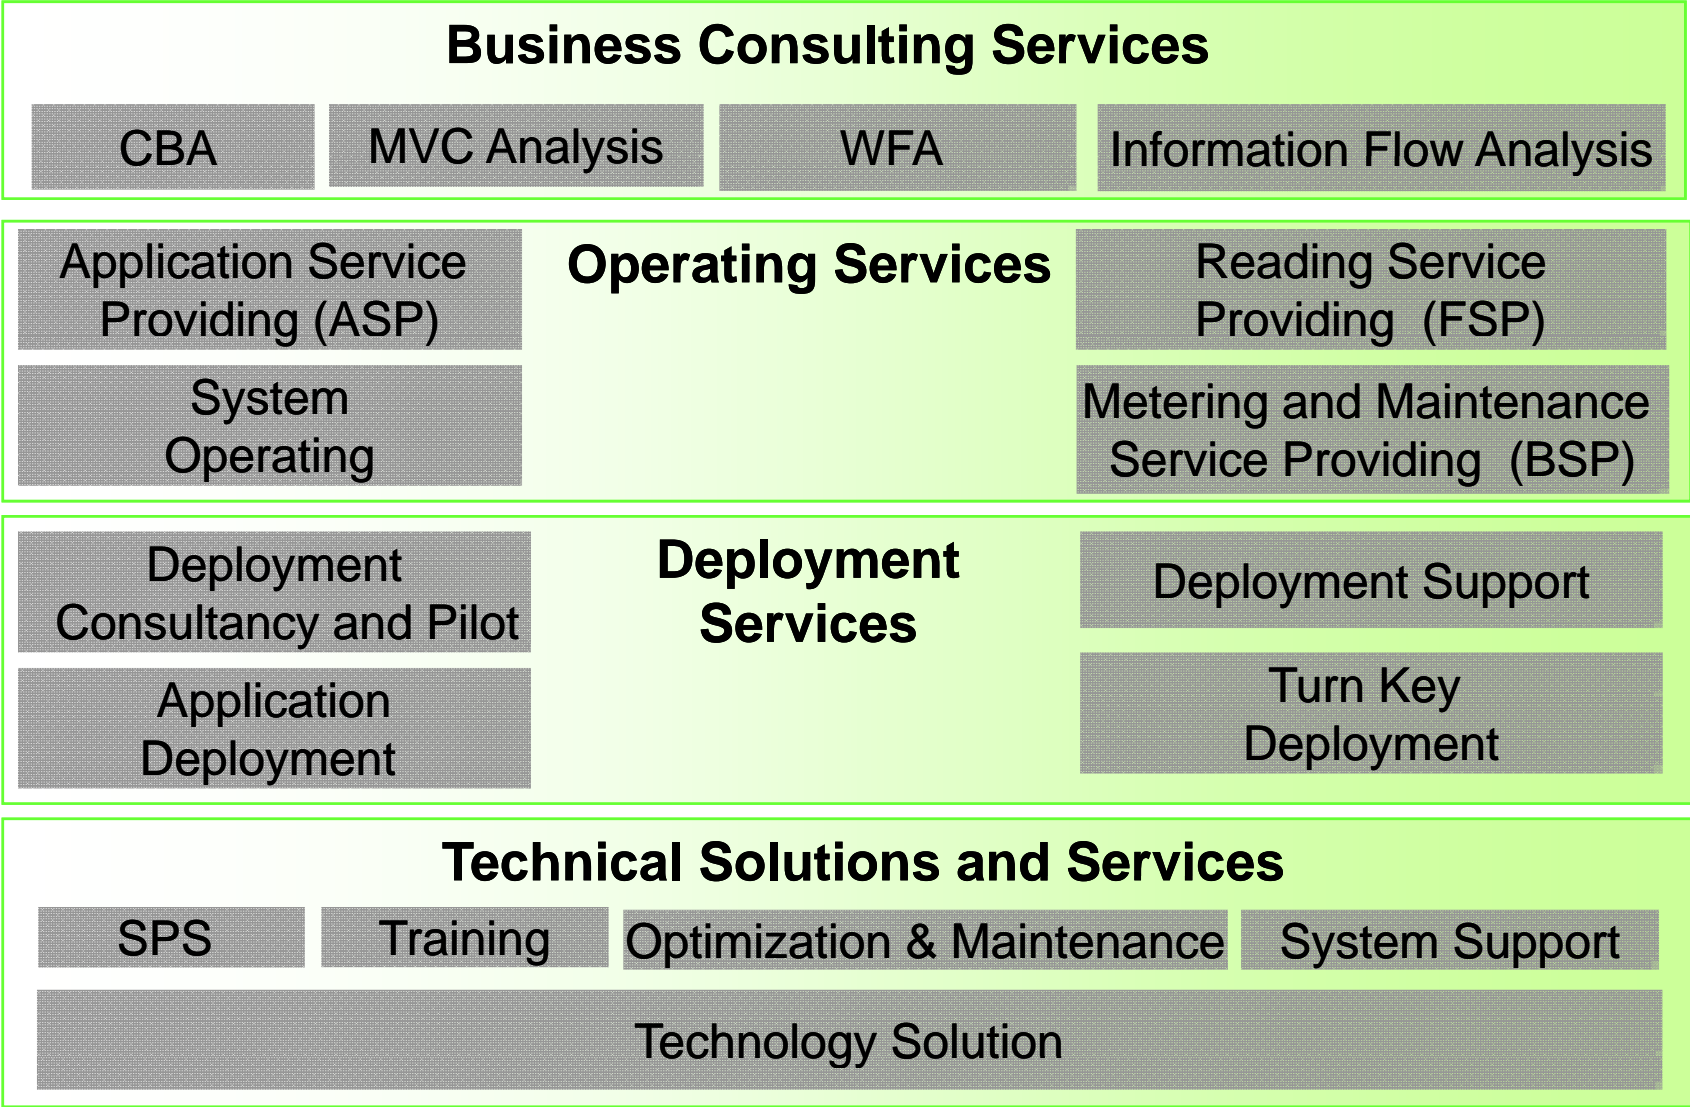 Business Consulting Services
CBA
MVC Analysis
WFA
Information Flow Analysis
Application Service
Providing (ASP)
System
Operating
Operating Services
Reading Service
Providing (FSP)
Metering and Maintenance
Service Providing (BSP)
Deployment
Consultancy and Pilot
Application
Deployment
Deployment
Services
Deployment Support
Turn Key
Deployment
Technical Solutions and Services
SPS
Training
Optimization & Maintenance
System Support
Technology Solution